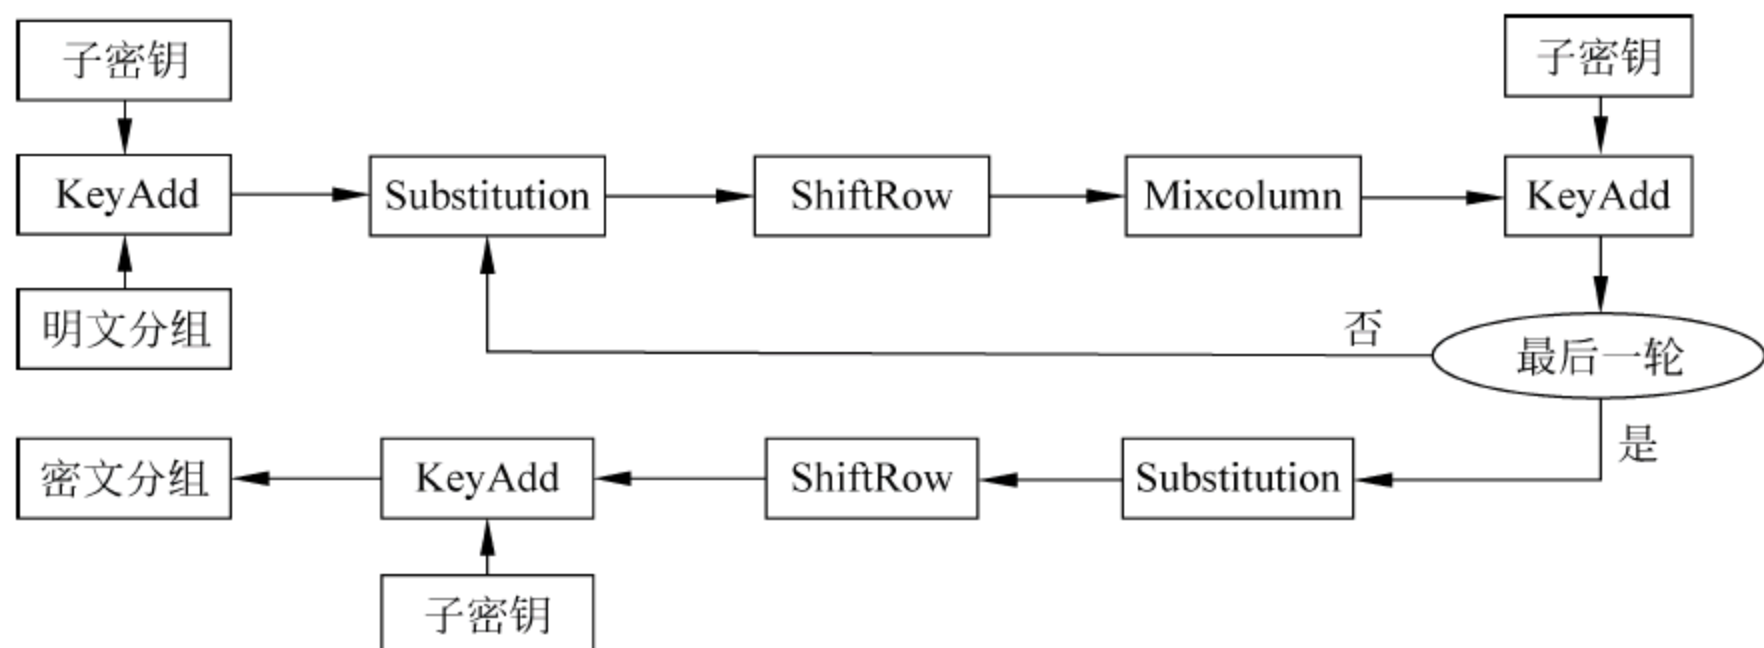 子密钥
子密钥
KeyAdd
Substitution
ShiftRow
Mixcolumn
KeyAdd
明文分组
否
最后一轮
是
密文分组
KeyAdd
ShiftRow
Substitution
子密钥